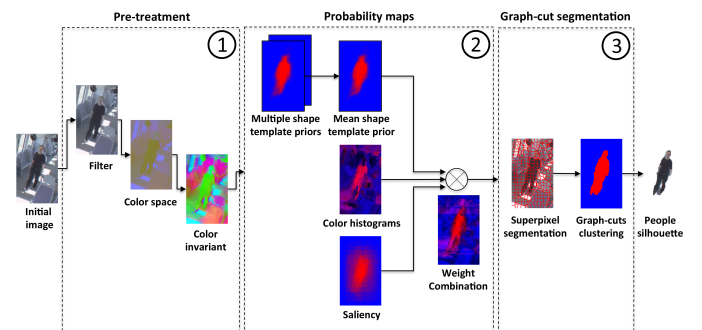 Pre-treatment
Probability maps
Graph-cut segmentation
1
2
3
Initial
image
Filter
Color space
Color
invariant
Multiple shape
template priors
Mean shape
template prior
Color histograms
Saliency
Weight
Combination
Superpixel
segmentation
Graph-cuts
clustering
People
silhouette